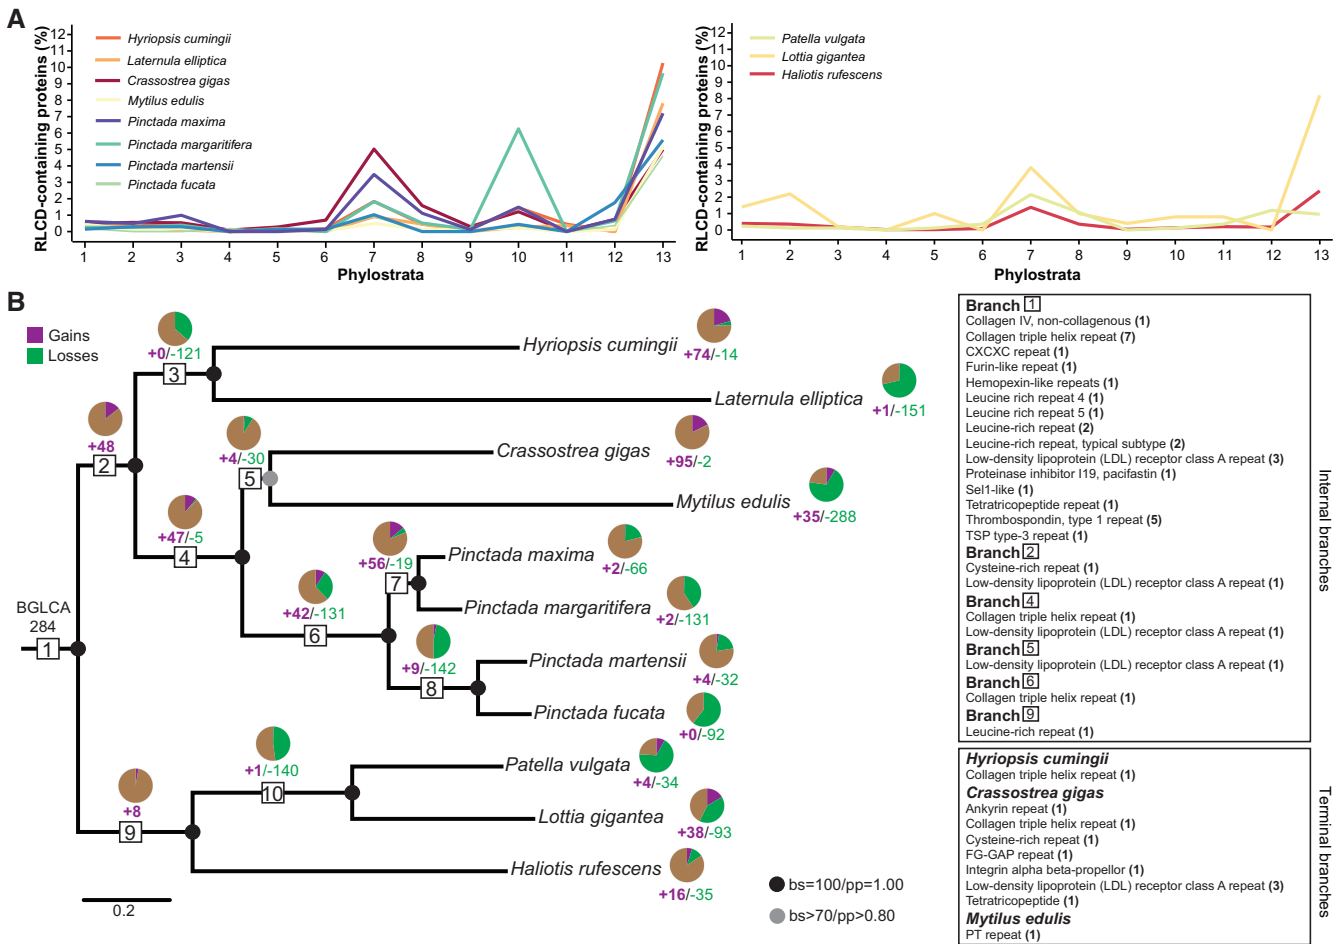 A
RLCD-containing proteins (%)
12
11
10
9
8
7
6
5
4
3
2
1
0
Hyriopsis cumingii
Laternula elliptica
Crassostrea gigas
Mytilus edulis
Pinctada maxima
Pinctada margaritifera
Pinctada martensii
Pinctada fucata
1 2 3 4 5 6 7 8 9 10 11 12 13
Phylostrata
RLCD-containing proteins (%)
12
11
10
9
8
7
6
5
4
3
2
1
0
Patella vulgata
Lottia gigantea
Haliotis rufescens
1 2 3 4 5 6 7 8 9 10 11 12 13
Phylostrata
B
Gains
Losses
+0/-121
3
Hyriopsis cumingii
+74/-14
Laternula elliptica
+1/-151
+48
2
+4/-30
5
Crassostrea gigas
+95/-2
Mytilus edulis
+35/-288
+47/-5
4
+56/-19
7
Pinctada maxima
+2/-66
Pinctada margaritifera
+2/-131
+42/-131
6
+9/-142
8
Pinctada martensii
+4/-32
Pinctada fucata
+0/-92
BGLCA
284
1
+1/-140
10
Patella vulgata
+4/-34
Lottia gigantea
+38/-93
+8
9
Haliotis rufescens
+16/-35
0.2
bs=100/pp=1.00
bs>70/pp>0.80
Branch 1
Collagen IV, non-collagenous (1)
Collagen triple helix repeat (7)
CXCXC repeat (1)
Furin-like repeat (1)
Hemopexin-like repeats (1)
Leucine rich repeat 4 (1)
Leucine rich repeat 5 (1)
Leucine-rich repeat (2)
Leucine-rich repeat, typical subtype (2)
Low-density lipoprotein (LDL) receptor class A repeat (3)
Proteinase inhibitor I19, pacifastin (1)
Sel1-like (1)
Tetratricopeptide repeat (1)
Thrombospondin, type 1 repeat (5)
TSP type-3 repeat (1)
Branch 2
Cysteine-rich repeat (1)
Low-density lipoprotein (LDL) receptor class A repeat (1)
Branch 4
Collagen triple helix repeat (1)
Low-density lipoprotein (LDL) receptor class A repeat (1)
Branch 5
Low-density lipoprotein (LDL) receptor class A repeat (1)
Branch 6
Collagen triple helix repeat (1)
Branch 9
Leucine-rich repeat (1)
Internal branches
Hyriopsis cumingii
Collagen triple helix repeat (1)
Crassostrea gigas
Ankyrin repeat (1)
Collagen triple helix repeat (1)
Cysteine-rich repeat (1)
FG-GAP repeat (1)
Integrin alpha beta-propellor (1)
Low-density lipoprotein (LDL) receptor class A repeat (3)
Tetratricopeptide (1)
Mytilus edulis
PT repeat (1)
Terminal branches